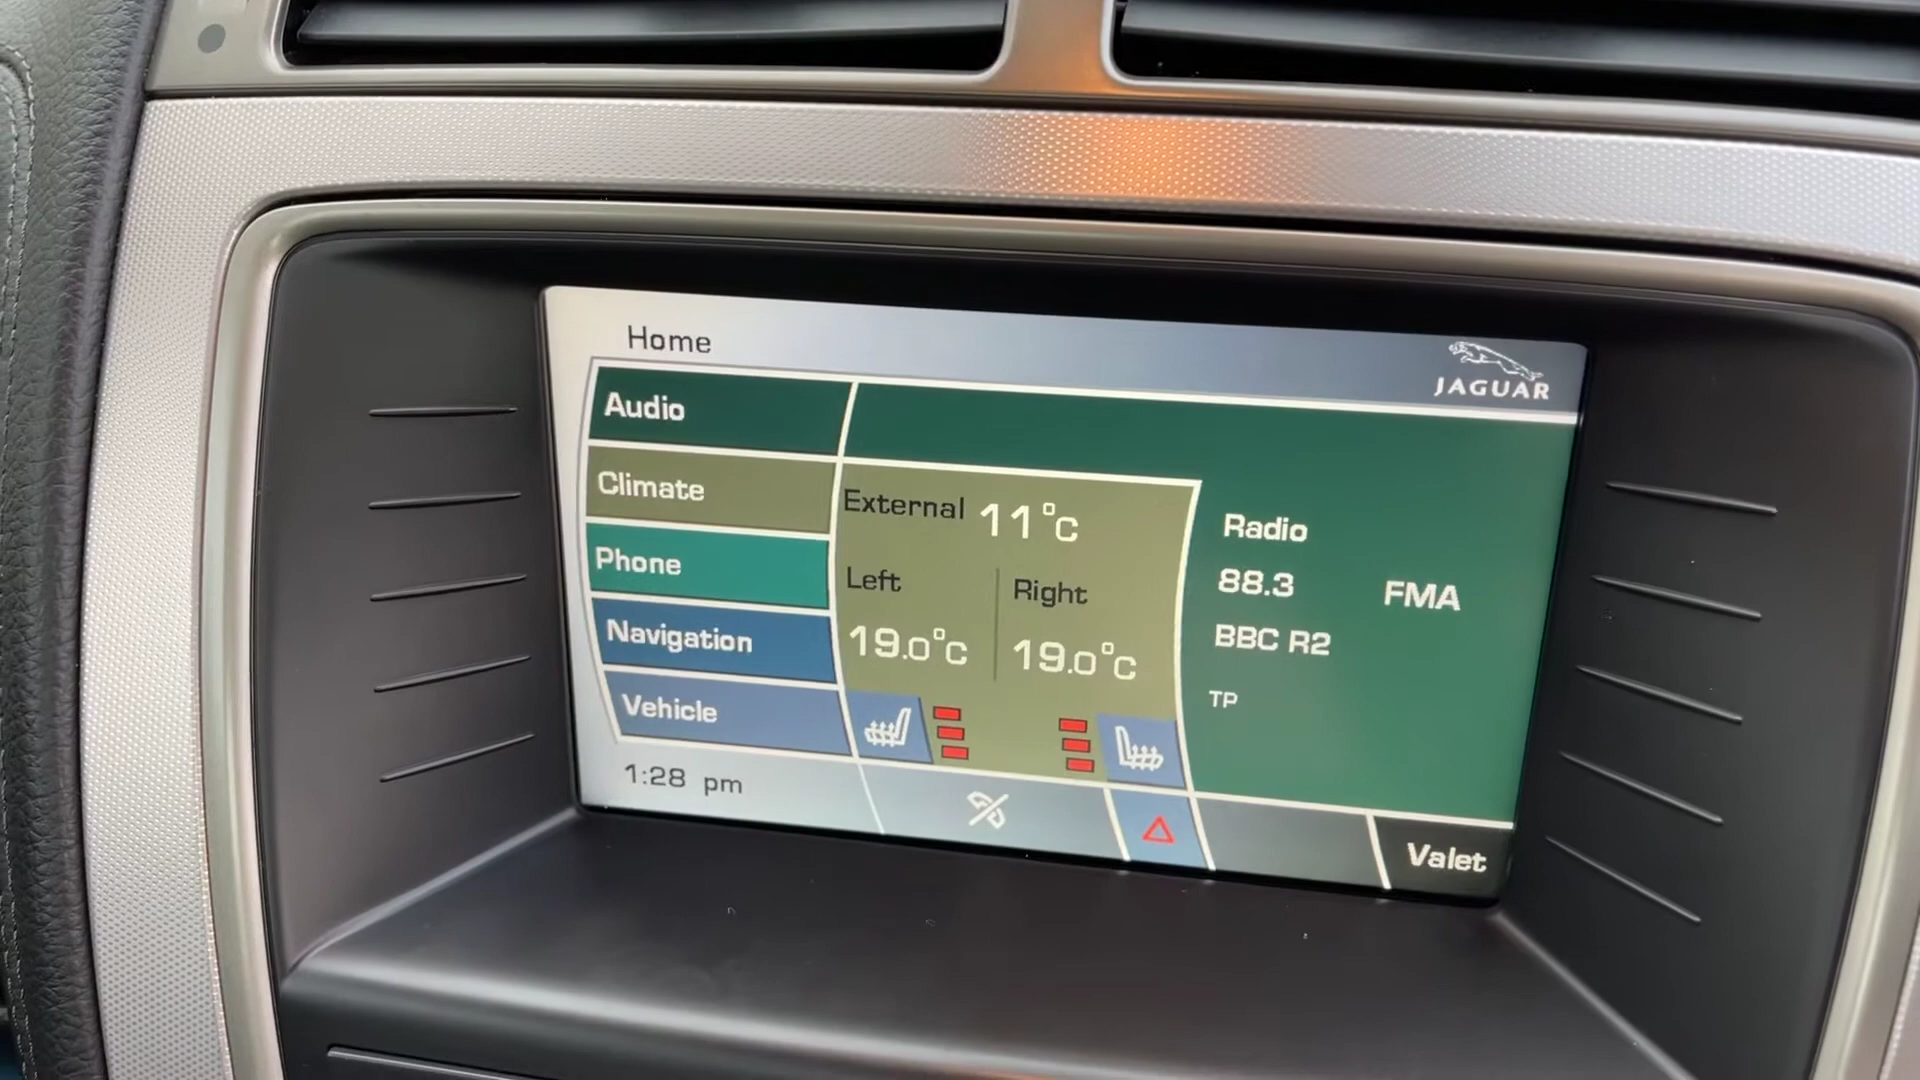 Home
JAGUAR
Audio
Climate
Phone
Navigation
Vehicle
External 11°C
Left Right
19.0°C 19.0°C
Radio
88.3 FMA
BBC R2
TP
1:28 pm
Valet